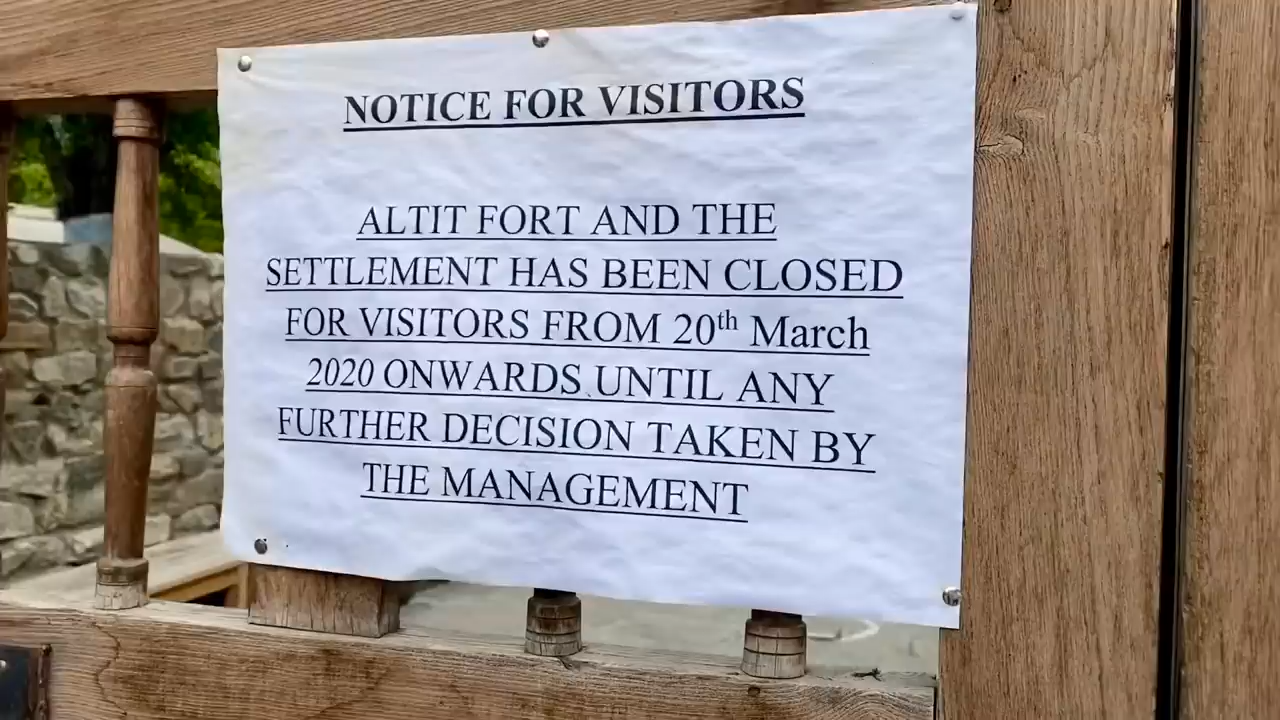 NOTICE FOR VISITORS
ALTIT FORT AND THE
SETTLEMENT HAS BEEN CLOSED
FOR VISITORS FROM 20th March
2020 ONWARDS UNTIL ANY
FURTHER DECISION TAKEN BY
THE MANAGEMENT